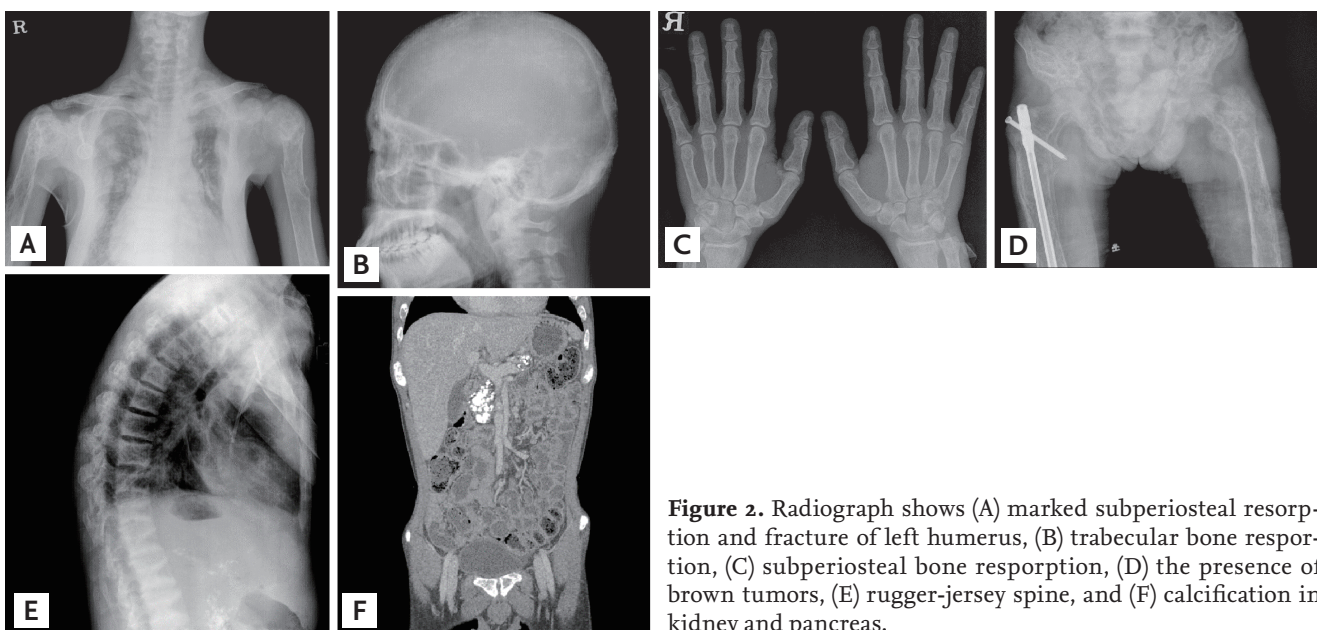 R
A
B
R
C
D
E
F
Figure 2. Radiograph shows (A) marked subperiosteal resorp-
tion and fracture of left humerus, (B) trabecular bone respor-
tion, (C) subperiosteal bone resporption, (D) the presence of
brown tumors, (E) rugger-jersey spine, and (F) calcification in
kidney and pancreas.